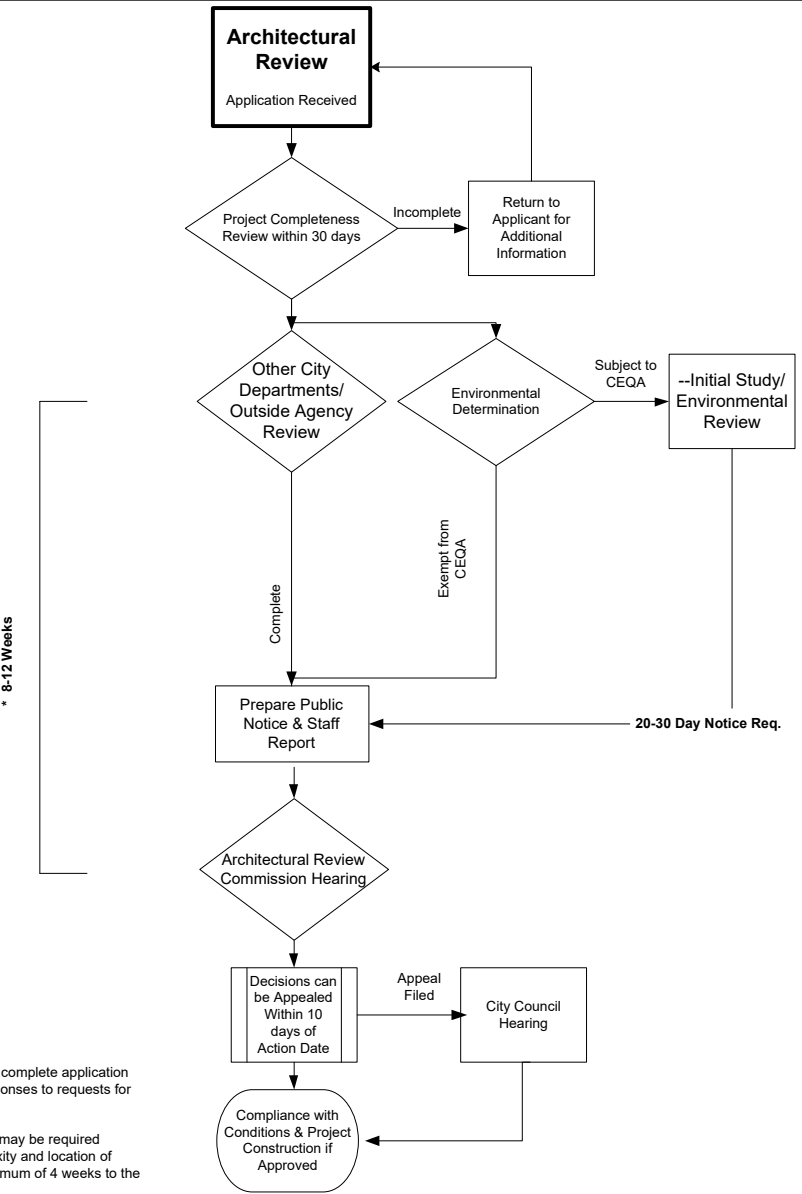 Architectural
Review
Application Received
Project Completeness
Review within 30 days
Incomplete
Return to
Applicant for
Additional
Information
Other City
Departments/
Outside Agency
Review
Environmental
Determination
Subject to
CEQA
--Initial Study/
Environmental
Review
* 8-12 Weeks
Complete
Exempt from
CEQA
Prepare Public
Notice & Staff
Report
20-30 Day Notice Req.
Architectural Review
Commission Hearing
Decisions can
be Appealed
Within 10
days of
Action Date
Appeal
Filed
City Council
Hearing
Compliance with
Conditions & Project
Construction if
Approved
complete application
onses to requests for
may be required
xity and location of
mum of 4 weeks to the